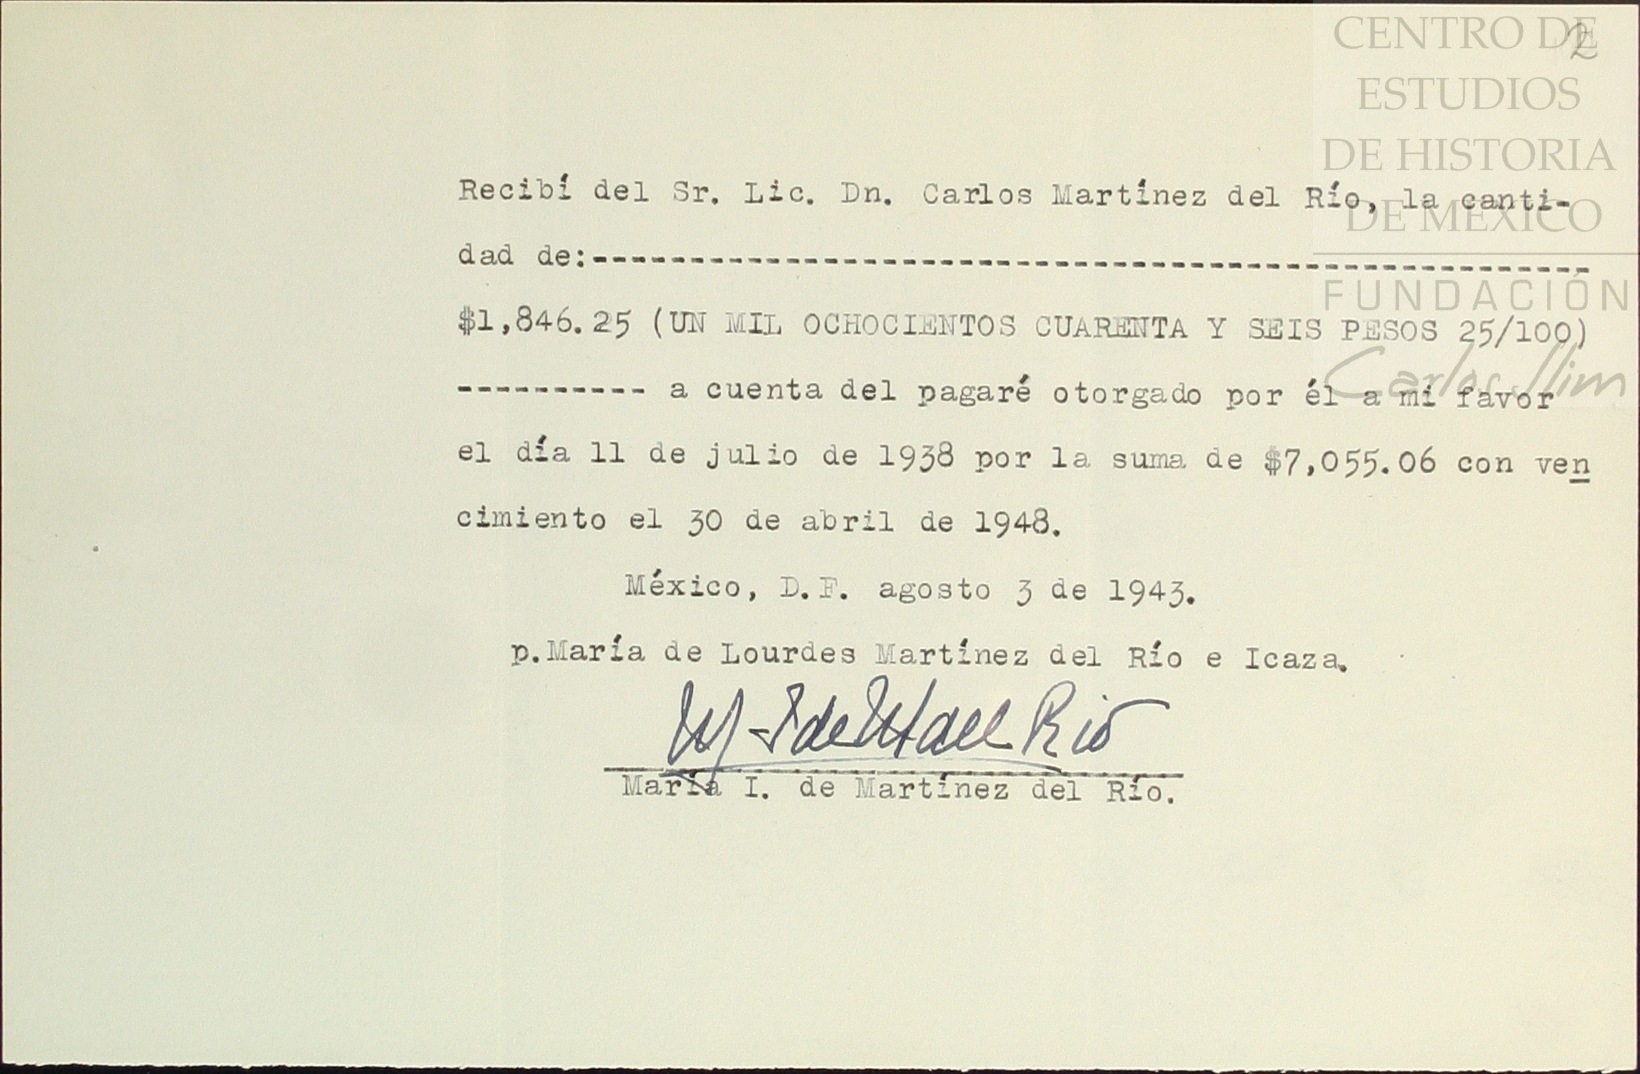 2
CENTRO DE
ESTUDIOS
DE HISTORIA
DE MÉXICO
FUNDACIÓN
Carlos Slim
Recibí del Sr. Lic. Dn. Carlos Martínez del Río, la canti-
dad de:---------------------------------------------------
$1,846.25 (UN MIL OCHOCIENTOS CUARENTA Y SEIS PESOS 25/100)
---------- a cuenta del pagaré otorgado por él a mi favor
el día 11 de julio de 1938 por la suma de $7,055.06 con ven
cimiento el 30 de abril de 1948.
México, D.F. agosto 3 de 1943.
p.María de Lourdes Martínez del Río e Icaza.
M. I de M del Río
María I. de Martínez del Río.